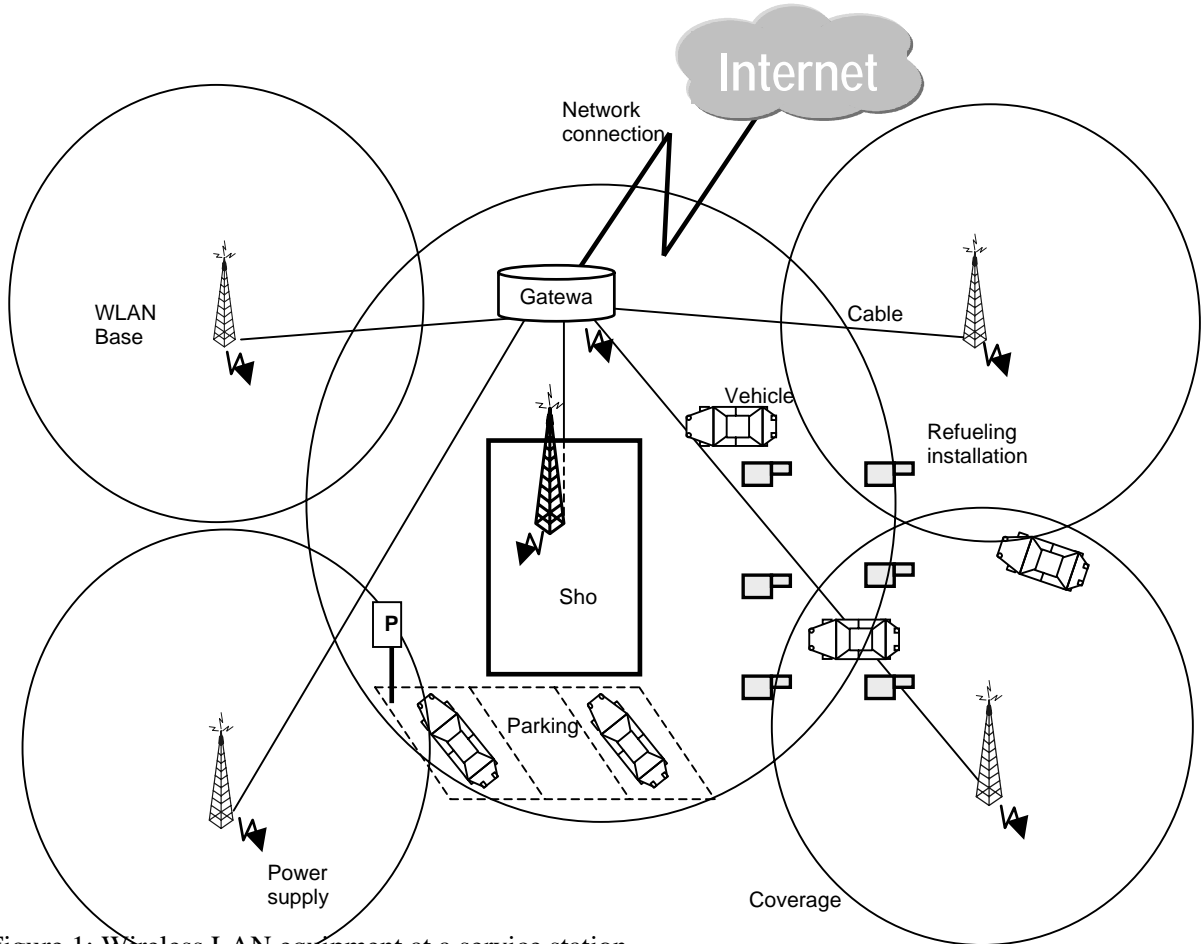 Internet
Network
connection
Gatewa
WLAN
Base
Cable
Vehicle
Refueling
installation
Sho
P
Parking
Power
supply
Coverage
Figure 1: Wireless LAN equipment at a service station